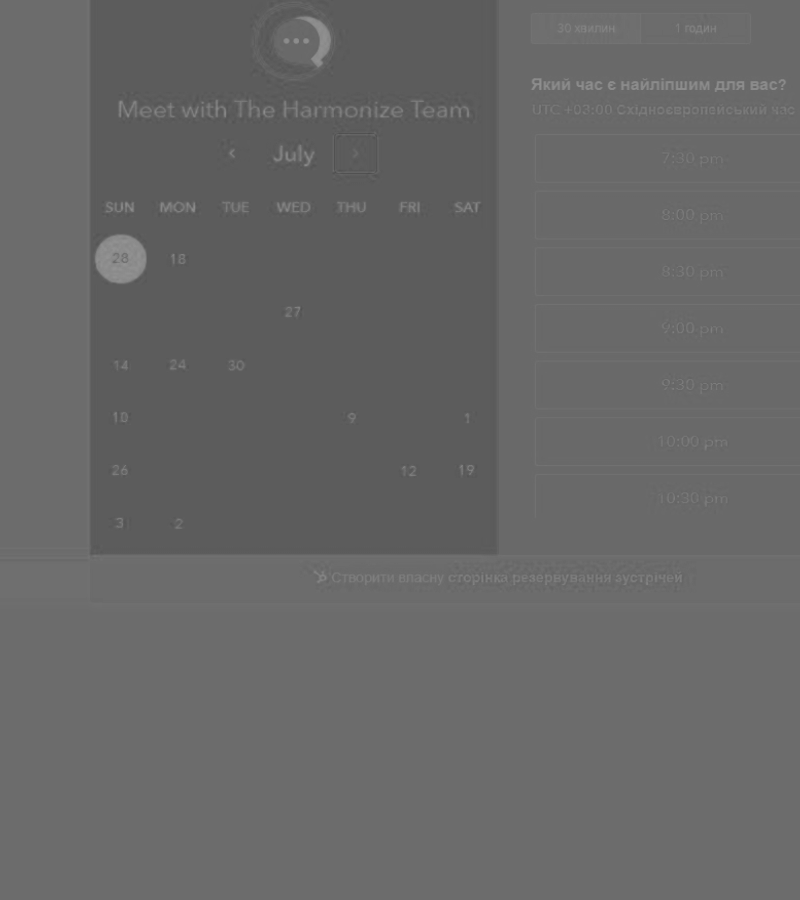 Meet with The Harmonize Team
July
SUN MON TUE WED THU FRI SAT
28 18
27
14 24 30
18 9 1
26 12 19
3 2
30 хвилин 1 годин
Який час є найліпшим для вас?
UTC +03:00 Східноєвропейський час
7:30 pm
8:00 pm
8:30 pm
9:00 pm
9:30 pm
10:00 pm
10:30 pm
Створити власну сторінка резервування зустрічей